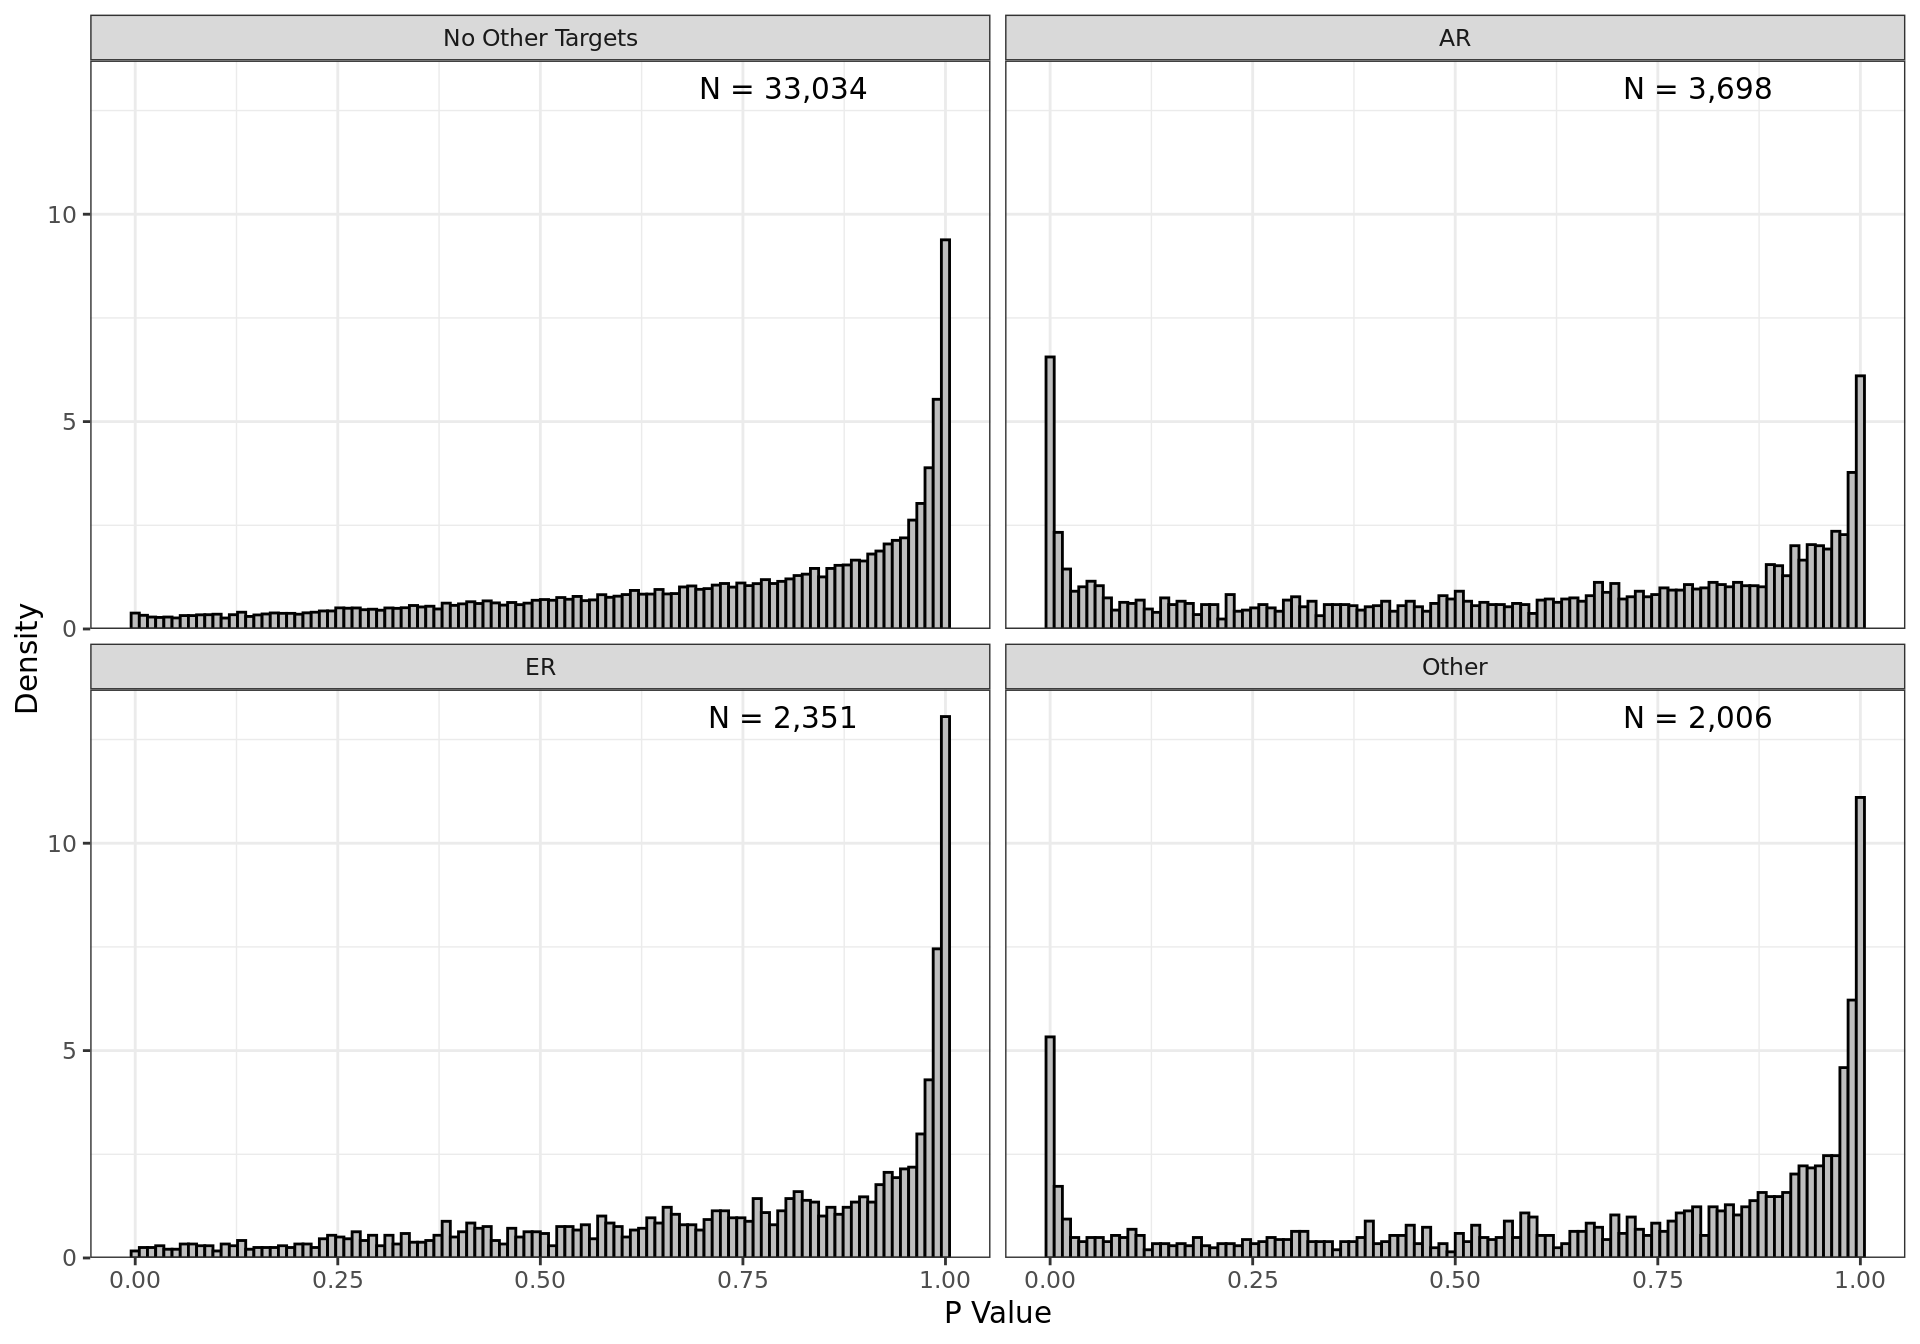 No Other Targets
AR
N = 33,034
N = 3,698
10
5
0
Density
ER
Other
N = 2,351
N = 2,006
10
5
0
0.00 0.25 0.50 0.75 1.00
0.00 0.25 0.50 0.75 1.00
P Value